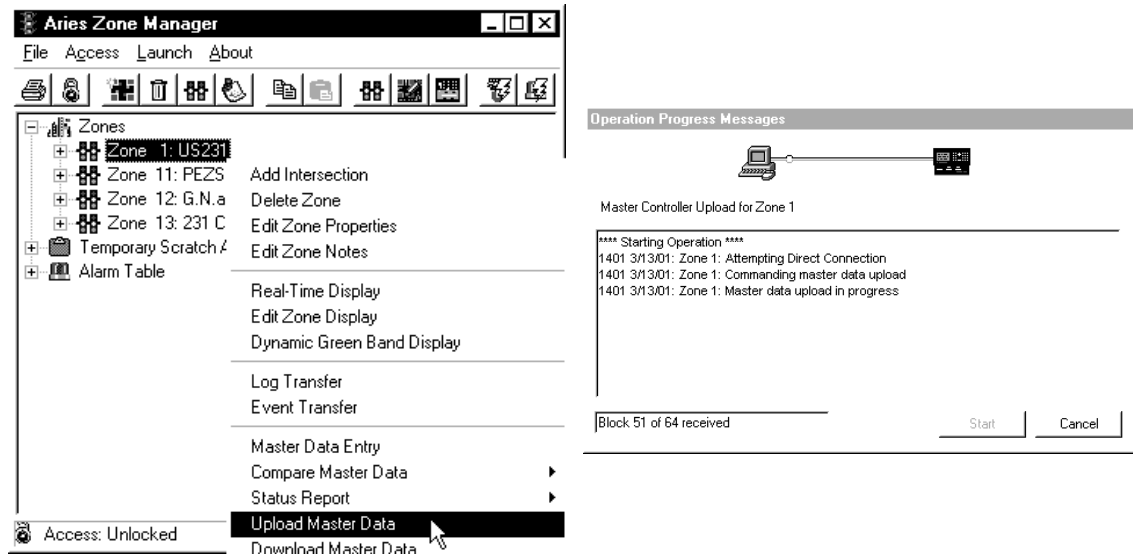 Aries Zone Manager
File Access Launch About
Zones
Zone 1: US231
Zone 11: PEZS
Zone 12: G.N.a
Zone 13: 231 C
Temporary Scratch A
Alarm Table
Access: Unlocked
Add Intersection
Delete Zone
Edit Zone Properties
Edit Zone Notes
Real-Time Display
Edit Zone Display
Dynamic Green Band Display
Log Transfer
Event Transfer
Master Data Entry
Compare Master Data
Status Report
Upload Master Data
Download Master Data
Operation Progress Messages
Master Controller Upload for Zone 1
**** Starting Operation ****
1401 3/13/01: Zone 1: Attempting Direct Connection
1401 3/13/01: Zone 1: Commanding master data upload
1401 3/13/01: Zone 1: Master data upload in progress
Block 51 of 64 received
Start
Cancel